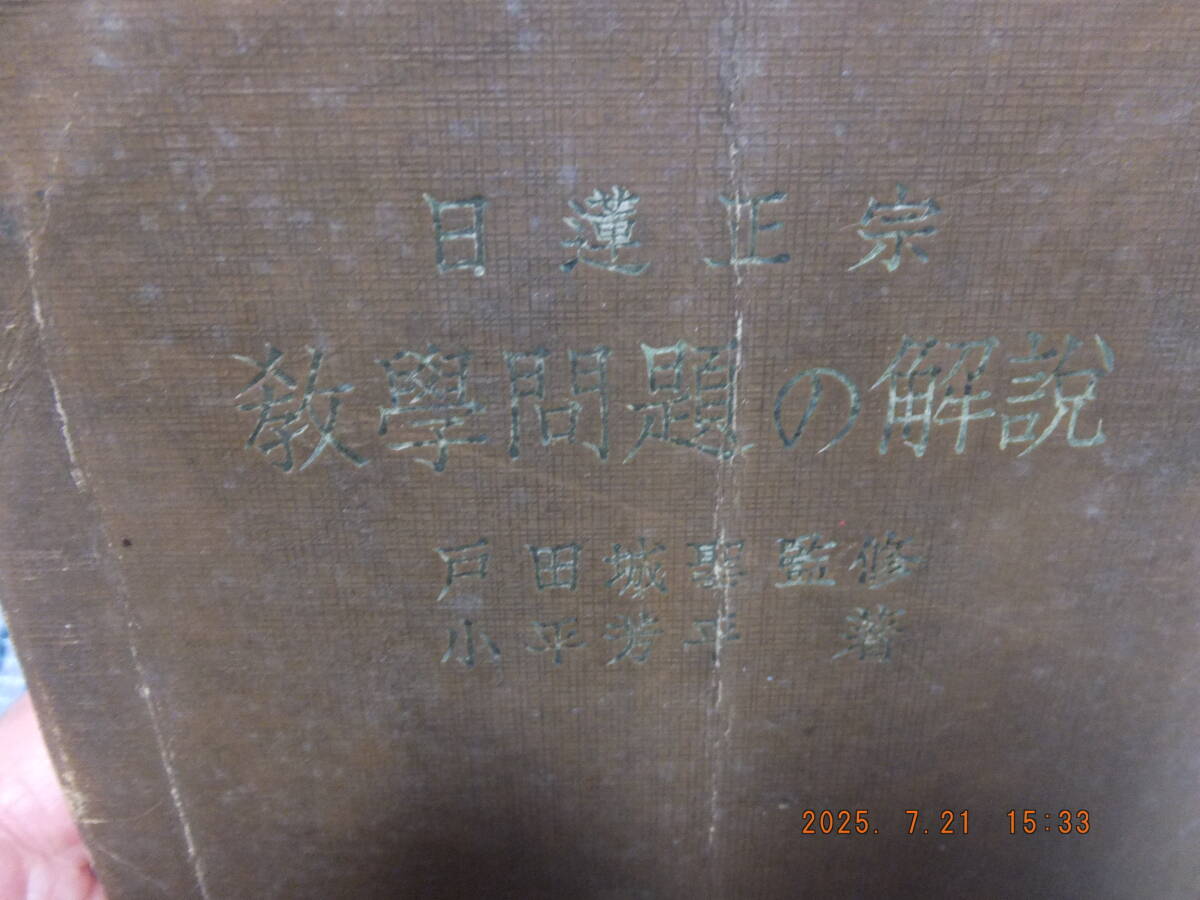 日蓮正宗
教學問題の解說
戸田城聖監修
小平芳平 著
2025. 7.21 15:33